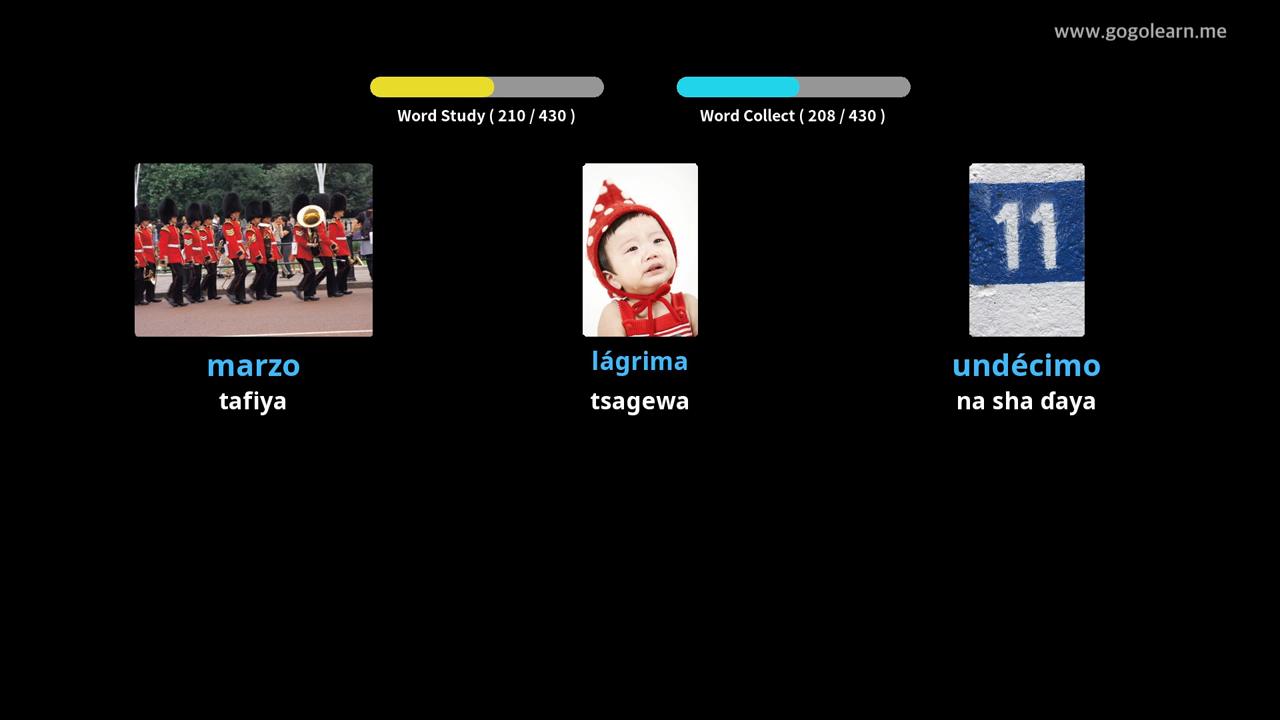 www.gogolearn.me
Word Study ( 210 / 430 )
Word Collect ( 208 / 430 )
11
marzo
tafiya
lágrima
tsagewa
undécimo
na sha ɗaya